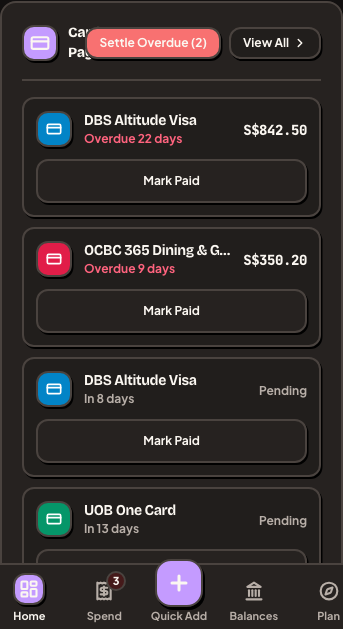 Settle Overdue (2)
View All
DBS Altitude Visa
S$842.50
Overdue 22 days
Mark Paid
OCBC 365 Dining & G...
S$350.20
Overdue 9 days
Mark Paid
DBS Altitude Visa
Pending
In 8 days
Mark Paid
UOB One Card
Pending
In 13 days
3
Home
Spend
Quick Add
Balances
Plan